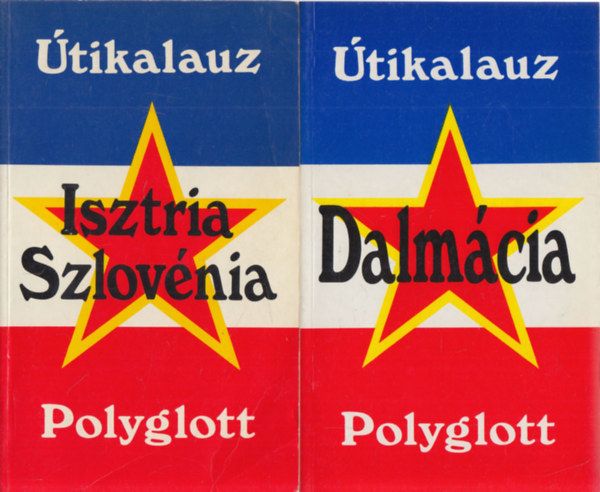 Útikalauz
Isztria
Szlovénia
Polyglott
Útikalauz
Dalmácia
Polyglott